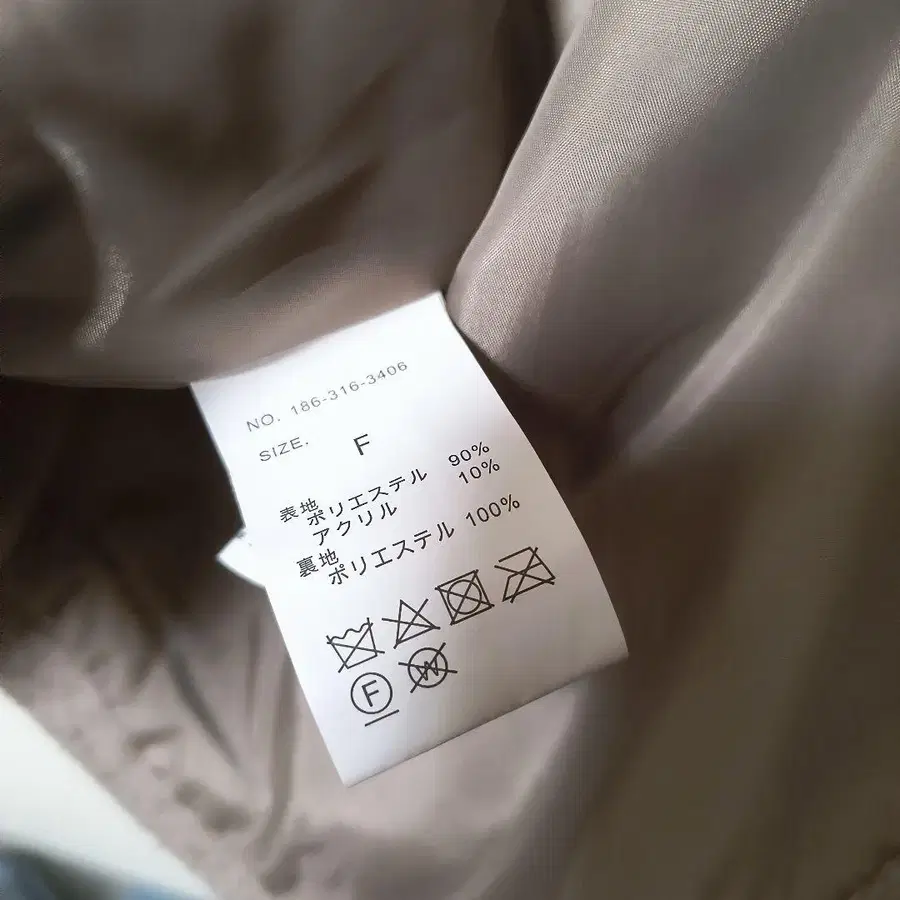 NO. 186-316-3406
SIZE. F
表地
ポリエステル 90%
アクリル 10%
裏地
ポリエステル 100%
F
W